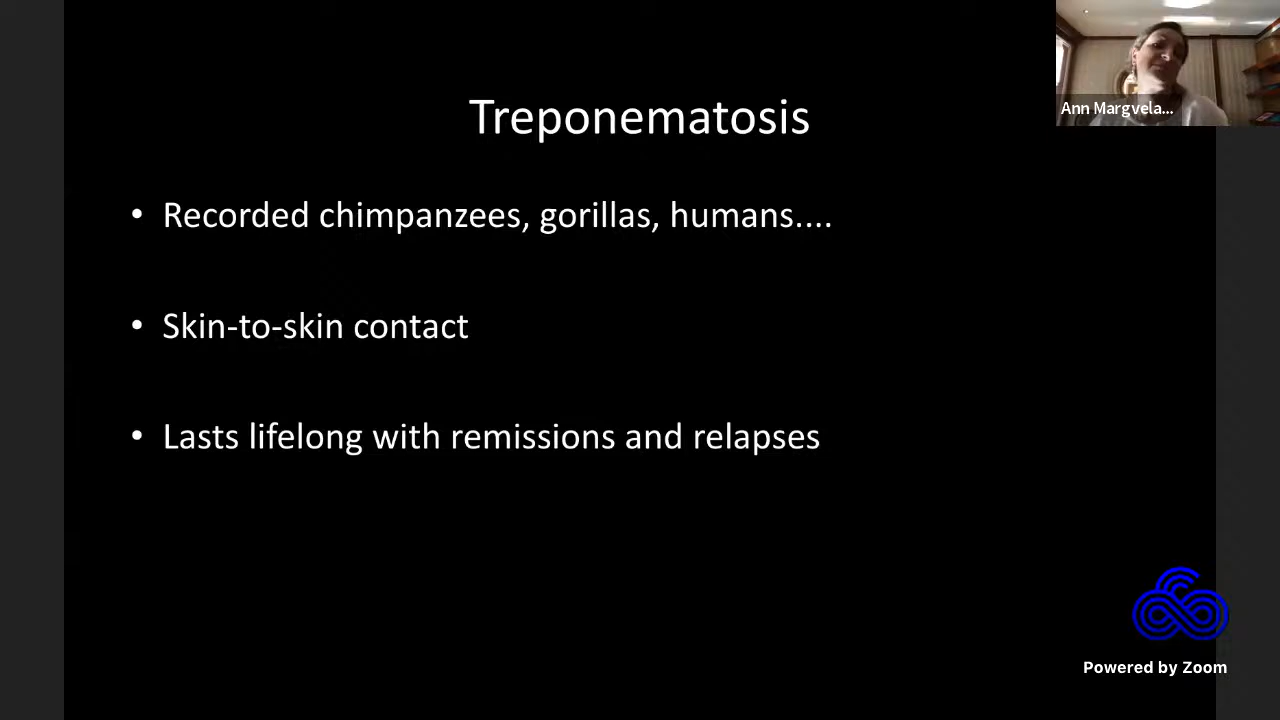 Treponematosis
• Recorded chimpanzees, gorillas, humans....
• Skin-to-skin contact
• Lasts lifelong with remissions and relapses
Ann Margvela...
Powered by Zoom